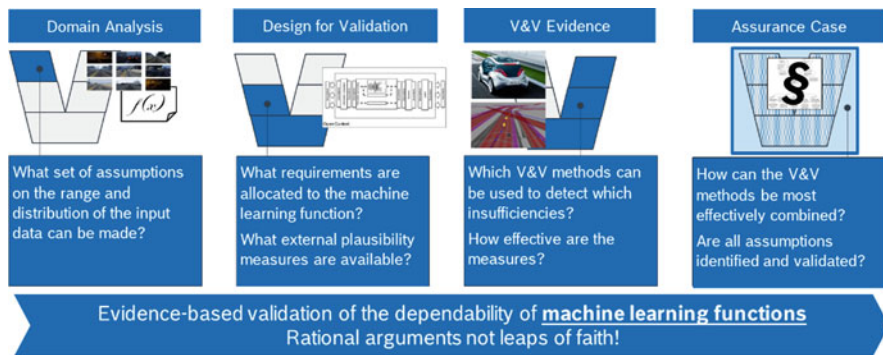 Domain Analysis
Design for Validation
V&V Evidence
Assurance Case
f(x)
§
What set of assumptions
on the range and
distribution of the input
data can be made?
What requirements are
allocated to the machine
learning function?
What external plausibility
measures are available?
Which V&V methods can
be used to detect which
insufficiencies?
How effective are the
measures?
How can the V&V
methods be most
effectively combined?
Are all assumptions
identified and validated?
Evidence-based validation of the dependability of machine learning functions
Rational arguments not leaps of faith!